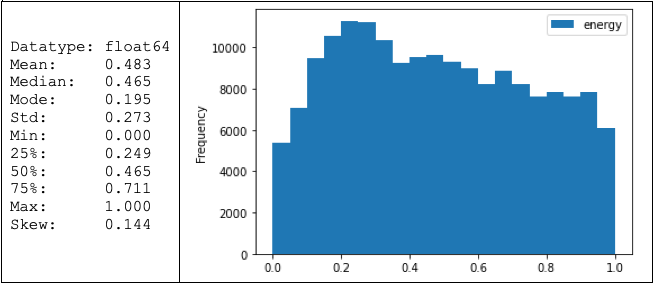 Datatype: float64
Mean: 0.483
Median: 0.465
Mode: 0.195
Std: 0.273
Min: 0.000
25%: 0.249
50%: 0.465
75%: 0.711
Max: 1.000
Skew: 0.144
energy
Frequency
10000
8000
6000
4000
2000
0
0.0 0.2 0.4 0.6 0.8 1.0